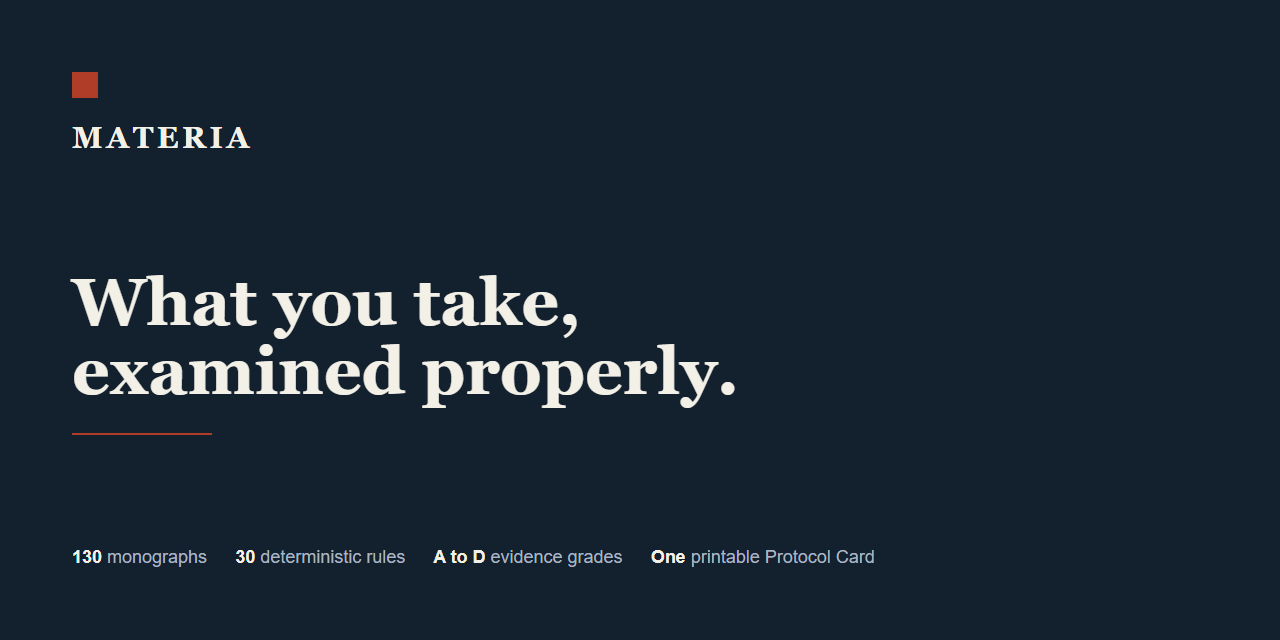 MATERIA
What you take,
examined properly.
130 monographs 30 deterministic rules A to D evidence grades One printable Protocol Card